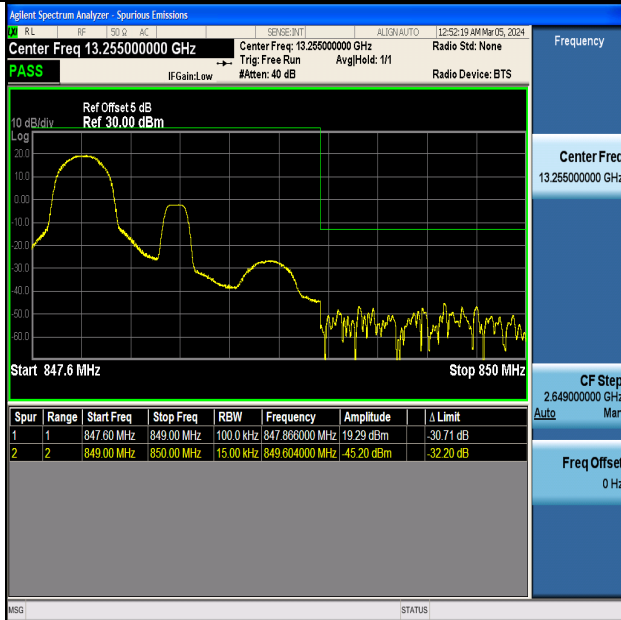 Agilent Spectrum Analyzer - Spurious Emissions
LXI RL RF 50 Ω AC SENSE:INT ALIGN AUTO 12:52:19 AM Mar 05, 2024
Center Freq 13.255000000 GHz Center Freq: 13.255000000 GHz Radio Std: None
Trig: Free Run Avg|Hold: 1/1
PASS IFGain:Low #Atten: 40 dB Radio Device: BTS
Ref Offset 5 dB
10 dB/div Ref 30.00 dBm
Log
20.0
10.0
0.00
-10.0
-20.0
-30.0
-40.0
-50.0
-60.0
Start 847.6 MHz Stop 850 MHz
Spur Range Start Freq Stop Freq RBW Frequency Amplitude Δ Limit
1 1 847.60 MHz 849.00 MHz 100.0 kHz 847.866000 MHz 19.29 dBm -30.71 dB
2 2 849.00 MHz 850.00 MHz 15.00 kHz 849.604000 MHz -45.20 dBm -32.20 dB
MSG STATUS
Frequency
Center Freq
13.255000000 GHz
CF Step
2.649000000 GHz
Auto Man
Freq Offset
0 Hz